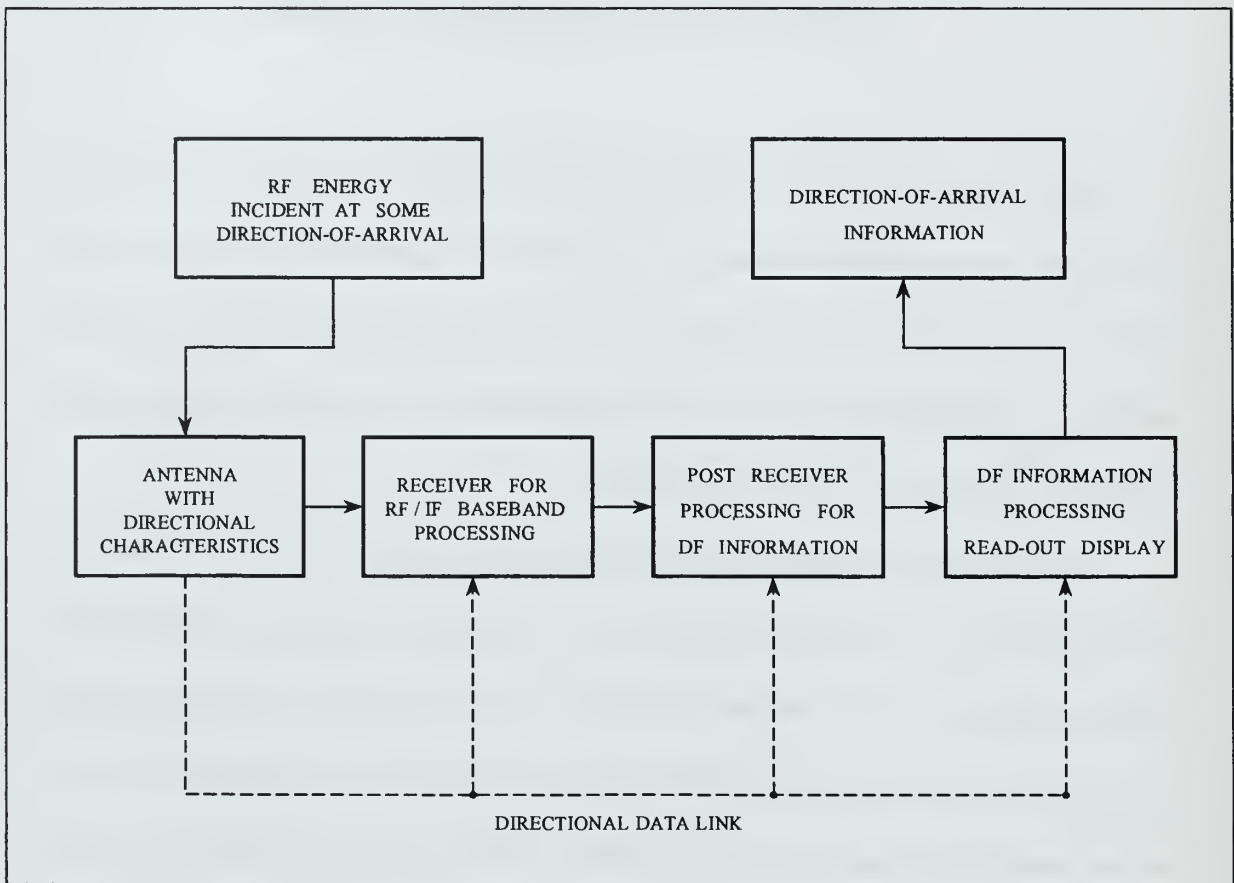 RF ENERGY
INCIDENT AT SOME
DIRECTION-OF-ARRIVAL
DIRECTION-OF-ARRIVAL
INFORMATION
ANTENNA
WITH
DIRECTIONAL
CHARACTERISTICS
RECEIVER FOR
RF / IF BASEBAND
PROCESSING
POST RECEIVER
PROCESSING FOR
DF INFORMATION
DF INFORMATION
PROCESSING
READ-OUT DISPLAY
DIRECTIONAL DATA LINK